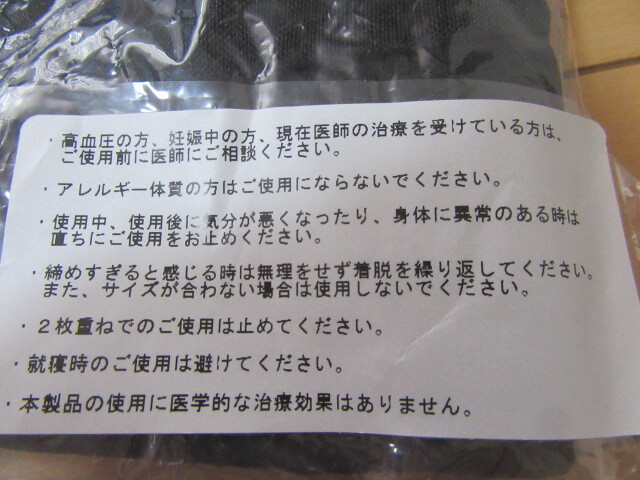 ・高血圧の方、妊娠中の方、現在医師の治療を受けている方は、
ご使用前に医師にご相談ください。
・アレルギー体質の方はご使用にならないでください。
・使用中、使用後に気分が悪くなったり、身体に異常のある時は
直ちにご使用をお止めください。
・締めすぎると感じる時は無理をせず着脱を繰り返してください。
また、サイズが合わない場合は使用しないでください。
・２枚重ねでのご使用は止めてください。
・就寝時のご使用は避けてください。
・本製品の使用に医学的な治療効果はありません。